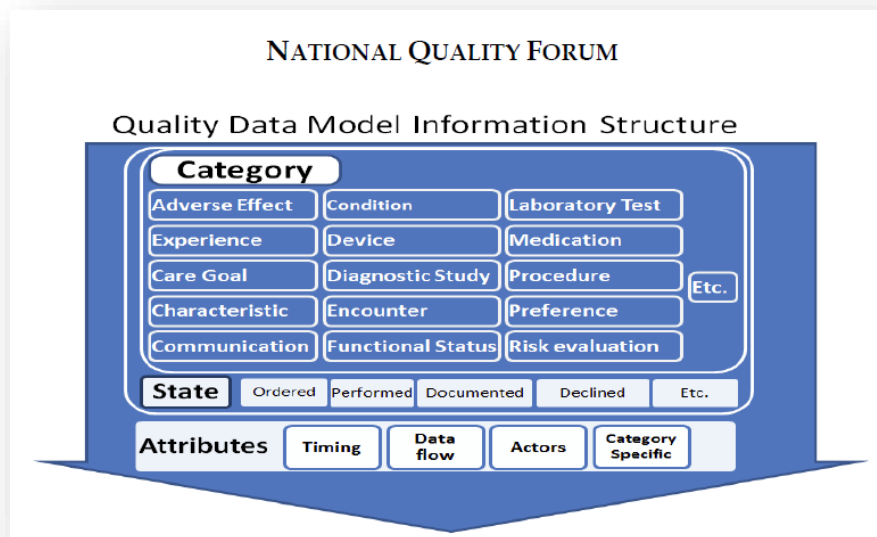 NATIONAL QUALITY FORUM
Quality Data Model Information Structure
Category
Adverse Effect Condition Laboratory Test
Experience Device Medication
Care Goal Diagnostic Study Procedure
Etc.
Characteristic Encounter Preference
Communication Functional Status Risk evaluation
State Ordered Performed Documented Declined Etc.
Attributes Timing Data flow Actors Category Specific